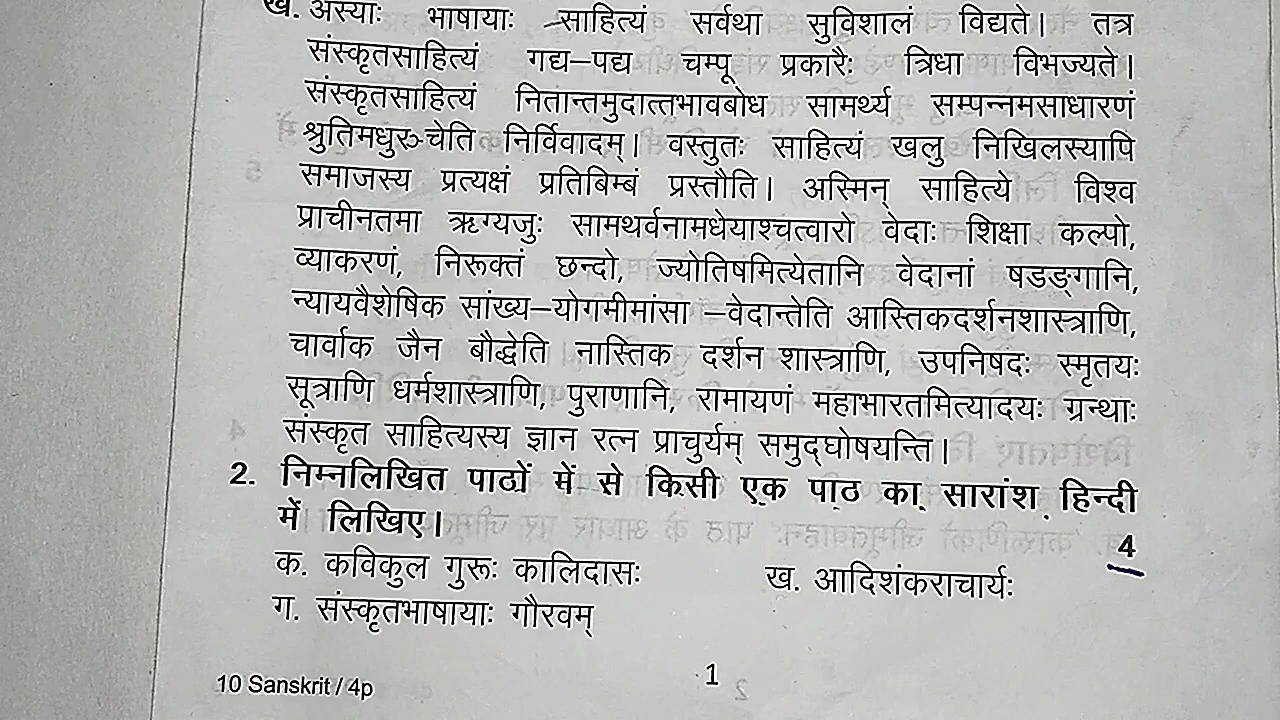 ख. अस्याः भाषायाः साहित्यं सर्वथा सुविशालं विद्यते। तत्र
संस्कृतसाहित्यं गद्य–पद्य चम्पू प्रकारैः त्रिधा विभज्यते।
संस्कृतसाहित्यं नितान्तमुदात्तभावबोध सामर्थ्य सम्पन्नमसाधारणं
श्रुतिमधुरञ्चेति निर्विवादम्। वस्तुतः साहित्यं खलु निखिलस्यापि
समाजस्य प्रत्यक्षं प्रतिबिम्बं प्रस्तौति। अस्मिन् साहित्ये विश्व
प्राचीनतमा ऋग्यजुः सामथर्वनामधेयाश्चत्वारो वेदाः शिक्षा कल्पो,
व्याकरणं, निरूक्तं छन्दो, ज्योतिषमित्येतानि वेदानां षडङ्गानि,
न्यायवैशेषिक सांख्य–योगमीमांसा –वेदान्तेति आस्तिकदर्शनशास्त्राणि,
चार्वाक जैन बौद्धेति नास्तिक दर्शन शास्त्राणि, उपनिषदः स्मृतयः
सूत्राणि धर्मशास्त्राणि, पुराणानि, रामायणं महाभारतमित्यादयः ग्रन्थाः
संस्कृत साहित्यस्य ज्ञान रत्न प्राचुर्यम् समुद्घोषयन्ति।
2. निम्नलिखित पाठों में से किसी एक पाठ का सारांश हिन्दी
में लिखिए। 4
क. कविकुल गुरूः कालिदासः ख. आदिशंकराचार्यः
ग. संस्कृतभाषायाः गौरवम्
10 Sanskrit / 4p 1